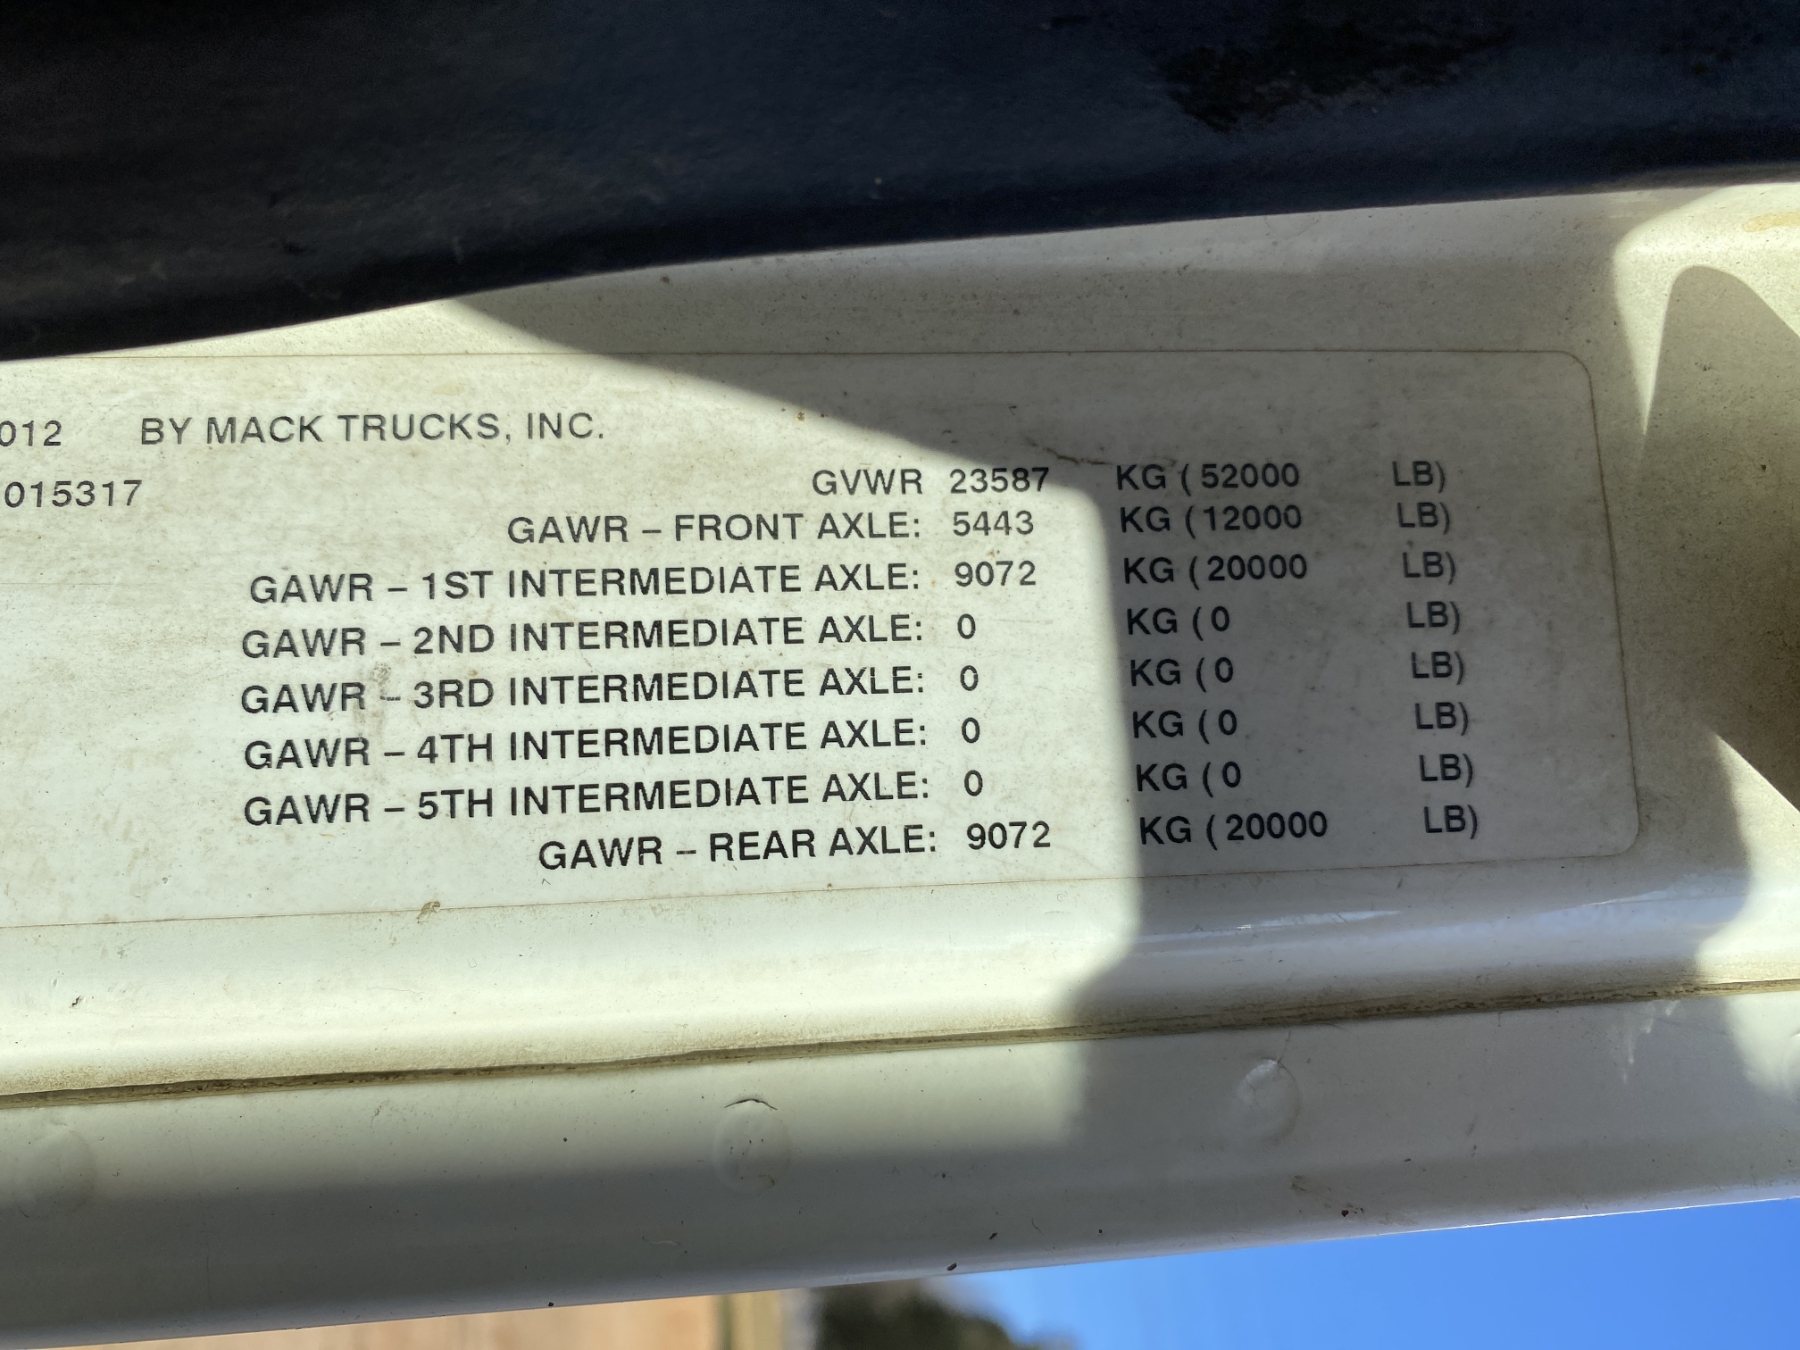 012 BY MACK TRUCKS, INC.
015317
GVWR 23587 KG (52000 LB)
GAWR – FRONT AXLE: 5443 KG (12000 LB)
GAWR – 1ST INTERMEDIATE AXLE: 9072 KG (20000 LB)
GAWR – 2ND INTERMEDIATE AXLE: 0 KG (0 LB)
GAWR – 3RD INTERMEDIATE AXLE: 0 KG (0 LB)
GAWR – 4TH INTERMEDIATE AXLE: 0 KG (0 LB)
GAWR – 5TH INTERMEDIATE AXLE: 0 KG (0 LB)
GAWR – REAR AXLE: 9072 KG (20000 LB)